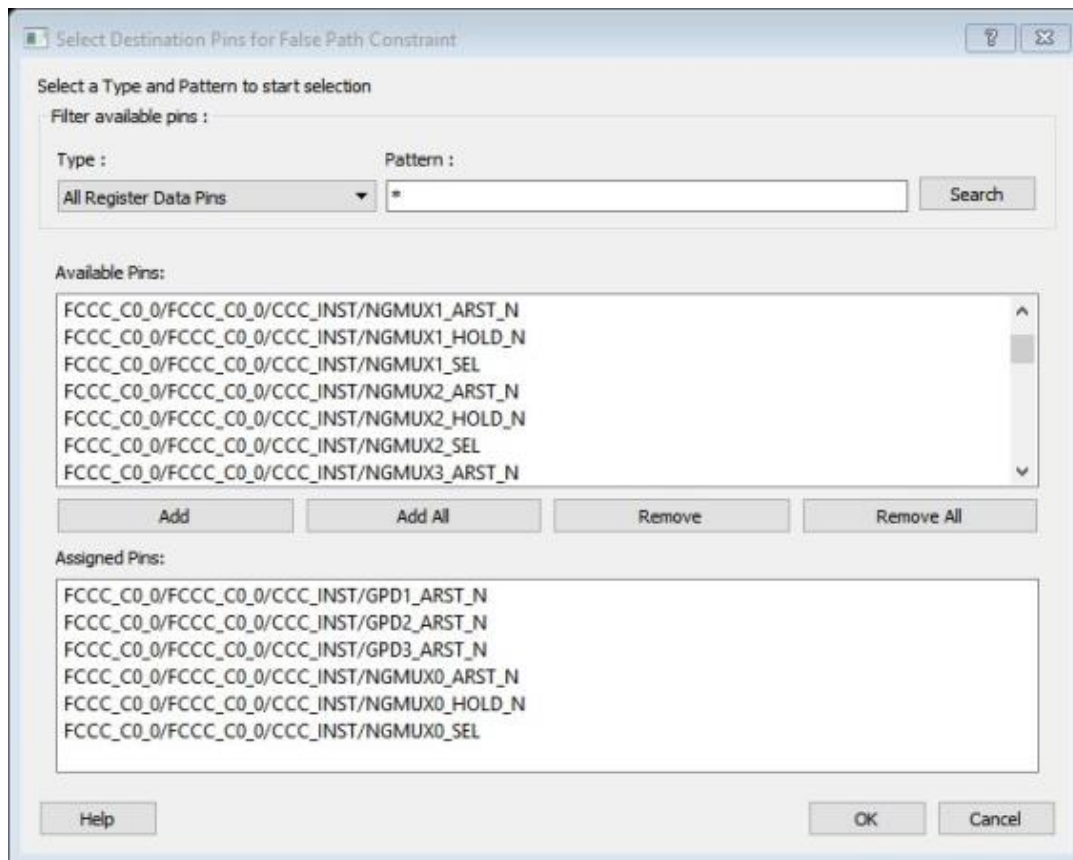 Select Destination Pins for False Path Constraint
Select a Type and Pattern to start selection
Filter available pins :
Type : Pattern :
All Register Data Pins * Search
Available Pins:
FCCC_C0_0/FCCC_C0_0/CCC_INST/NGMUX1_ARST_N
FCCC_C0_0/FCCC_C0_0/CCC_INST/NGMUX1_HOLD_N
FCCC_C0_0/FCCC_C0_0/CCC_INST/NGMUX1_SEL
FCCC_C0_0/FCCC_C0_0/CCC_INST/NGMUX2_ARST_N
FCCC_C0_0/FCCC_C0_0/CCC_INST/NGMUX2_HOLD_N
FCCC_C0_0/FCCC_C0_0/CCC_INST/NGMUX2_SEL
FCCC_C0_0/FCCC_C0_0/CCC_INST/NGMUX3_ARST_N
Add Add All Remove Remove All
Assigned Pins:
FCCC_C0_0/FCCC_C0_0/CCC_INST/GPD1_ARST_N
FCCC_C0_0/FCCC_C0_0/CCC_INST/GPD2_ARST_N
FCCC_C0_0/FCCC_C0_0/CCC_INST/GPD3_ARST_N
FCCC_C0_0/FCCC_C0_0/CCC_INST/NGMUX0_ARST_N
FCCC_C0_0/FCCC_C0_0/CCC_INST/NGMUX0_HOLD_N
FCCC_C0_0/FCCC_C0_0/CCC_INST/NGMUX0_SEL
Help OK Cancel